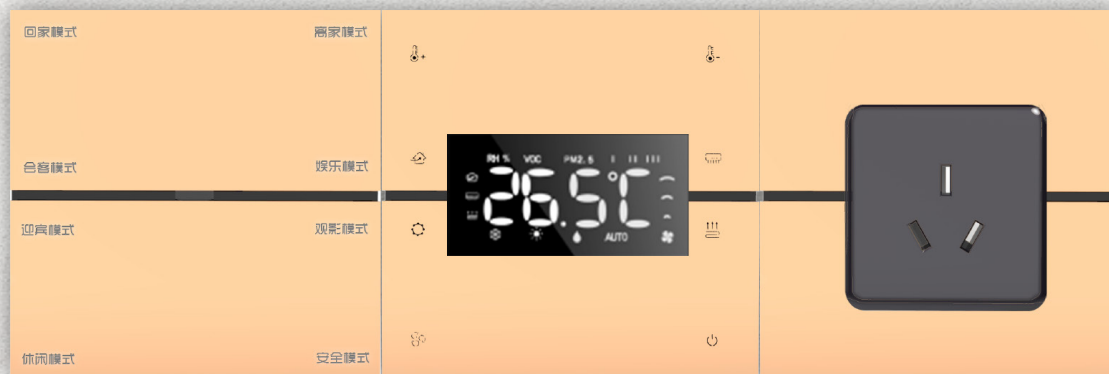 回家模式 离家模式
会客模式 娱乐模式
迎宾模式 观影模式
休闲模式 安全模式
+ -
RH % VOC PM2.5 I II III
26.5℃
AUTO